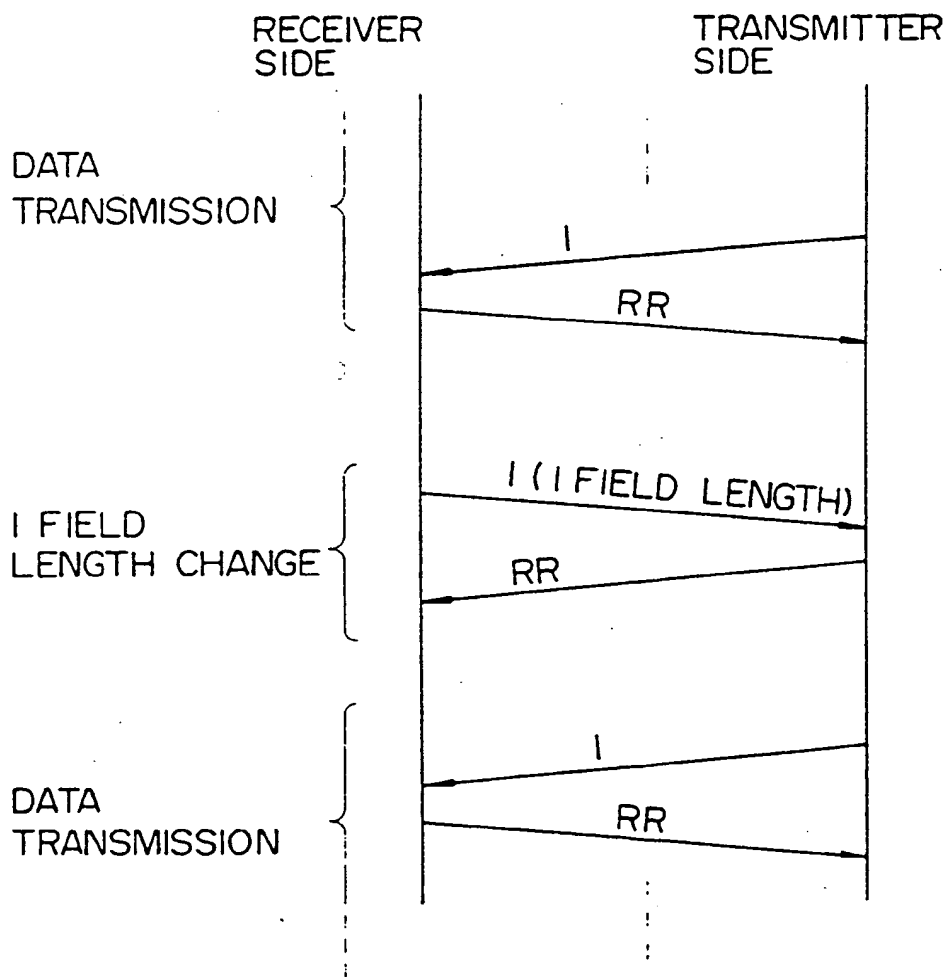 RECEIVER
SIDE
TRANSMITTER
SIDE
DATA
TRANSMISSION
I
RR
I FIELD
LENGTH CHANGE
I (I FIELD LENGTH)
RR
DATA
TRANSMISSION
I
RR